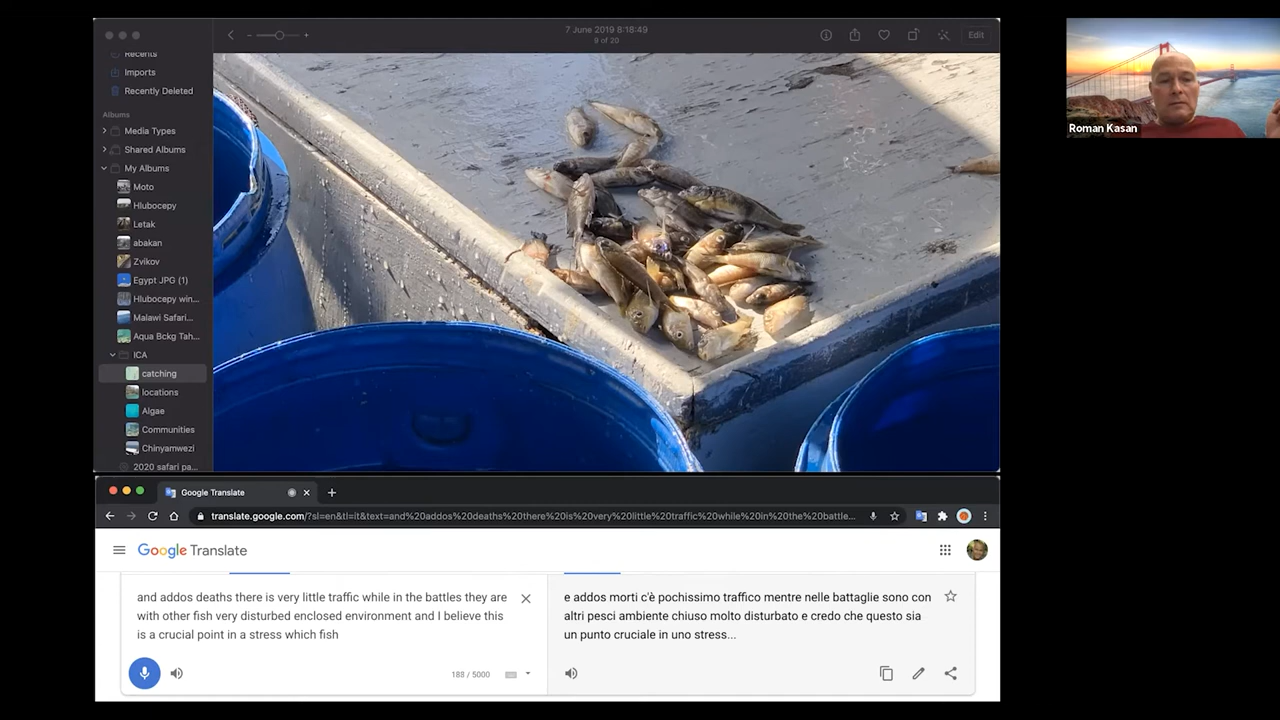 7 June 2019 8:18:49
9 of 20
Edit
Recents
Imports
Recently Deleted
Albums
Media Types
Shared Albums
My Albums
Moto
Hlubocepy
Letak
abakan
Zvikov
Egypt JPG (1)
Hlubocepy win...
Malawi Safari...
Aqua Bckg Tah...
ICA
catching
locations
Algae
Communities
Chinyamwezi
2020 safari pa...
Roman Kasan
Google Translate
translate.google.com/?sl=en&tl=it&text=and%20addos%20deaths%20there%20is%20very%20little%20traffic%20while%20in%20the%20battle...
Google Translate
and addos deaths there is very little traffic while in the battles they are
with other fish very disturbed enclosed environment and I believe this
is a crucial point in a stress which fish
188 / 5000
e addos morti c'è pochissimo traffico mentre nelle battaglie sono con
altri pesci ambiente chiuso molto disturbato e credo che questo sia
un punto cruciale in uno stress...